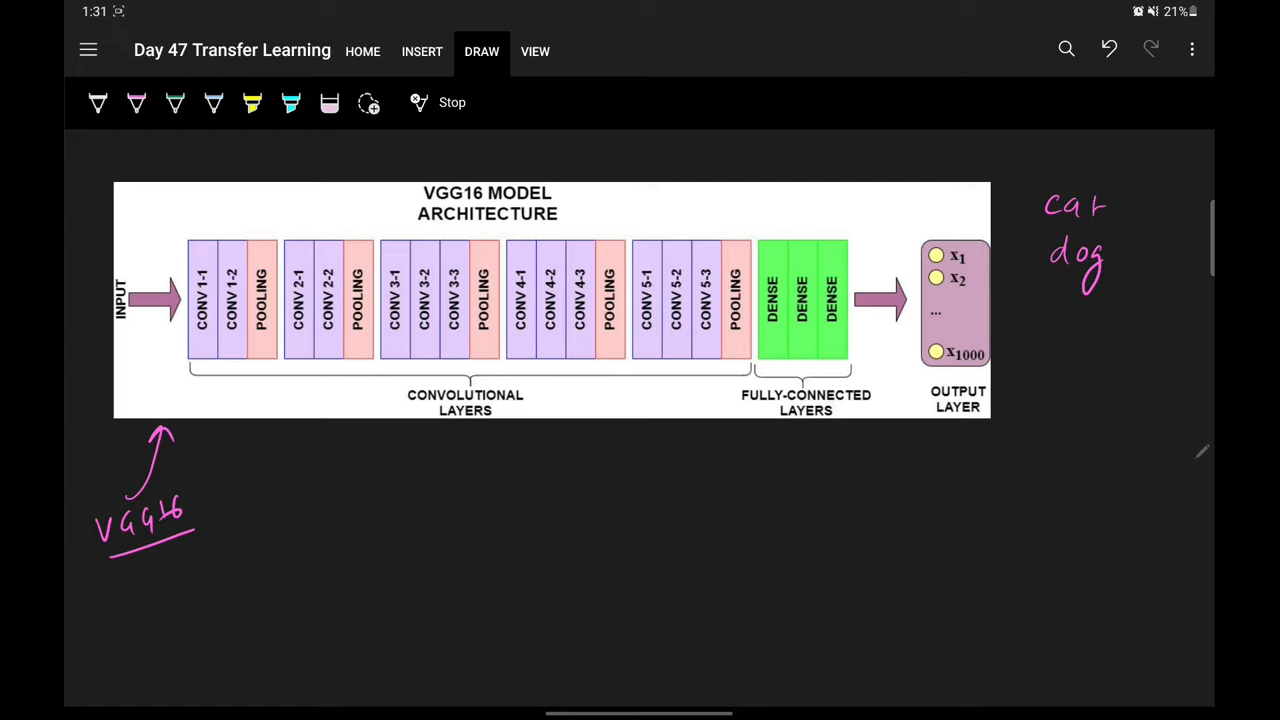 1:31 21%
Day 47 Transfer Learning HOME INSERT DRAW VIEW
Stop
VGG16 MODEL
ARCHITECTURE
INPUT
CONV 1-1
CONV 1-2
POOLING
CONV 2-1
CONV 2-2
POOLING
CONV 3-1
CONV 3-2
CONV 3-3
POOLING
CONV 4-1
CONV 4-2
CONV 4-3
POOLING
CONV 5-1
CONV 5-2
CONV 5-3
POOLING
DENSE
DENSE
DENSE
x1
x2
...
x1000
CONVOLUTIONAL
LAYERS
FULLY-CONNECTED
LAYERS
OUTPUT
LAYER
cat
dog
VGG16